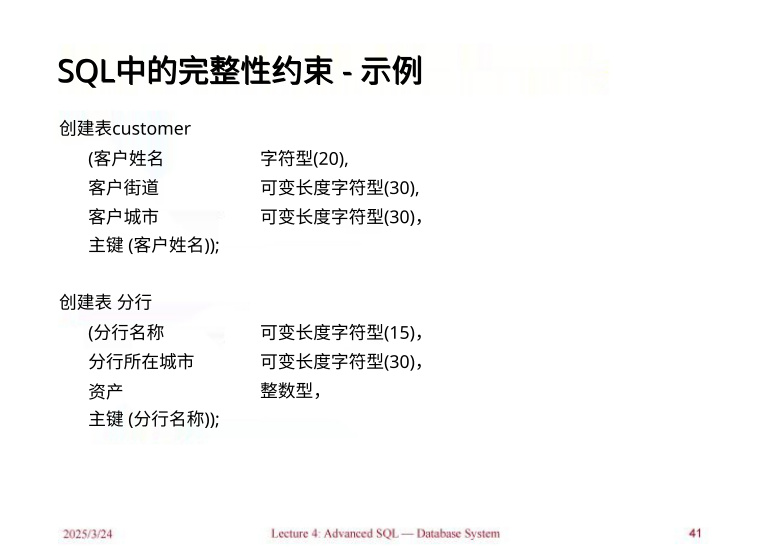 SQL中的完整性约束 - 示例
创建表customer
(客户姓名 字符型(20),
客户街道 可变长度字符型(30),
客户城市 可变长度字符型(30)，
主键 (客户姓名));
创建表 分行
(分行名称 可变长度字符型(15)，
分行所在城市 可变长度字符型(30)，
资产 整数型，
主键 (分行名称));
2025/3/24 Lecture 4: Advanced SQL — Database System 41